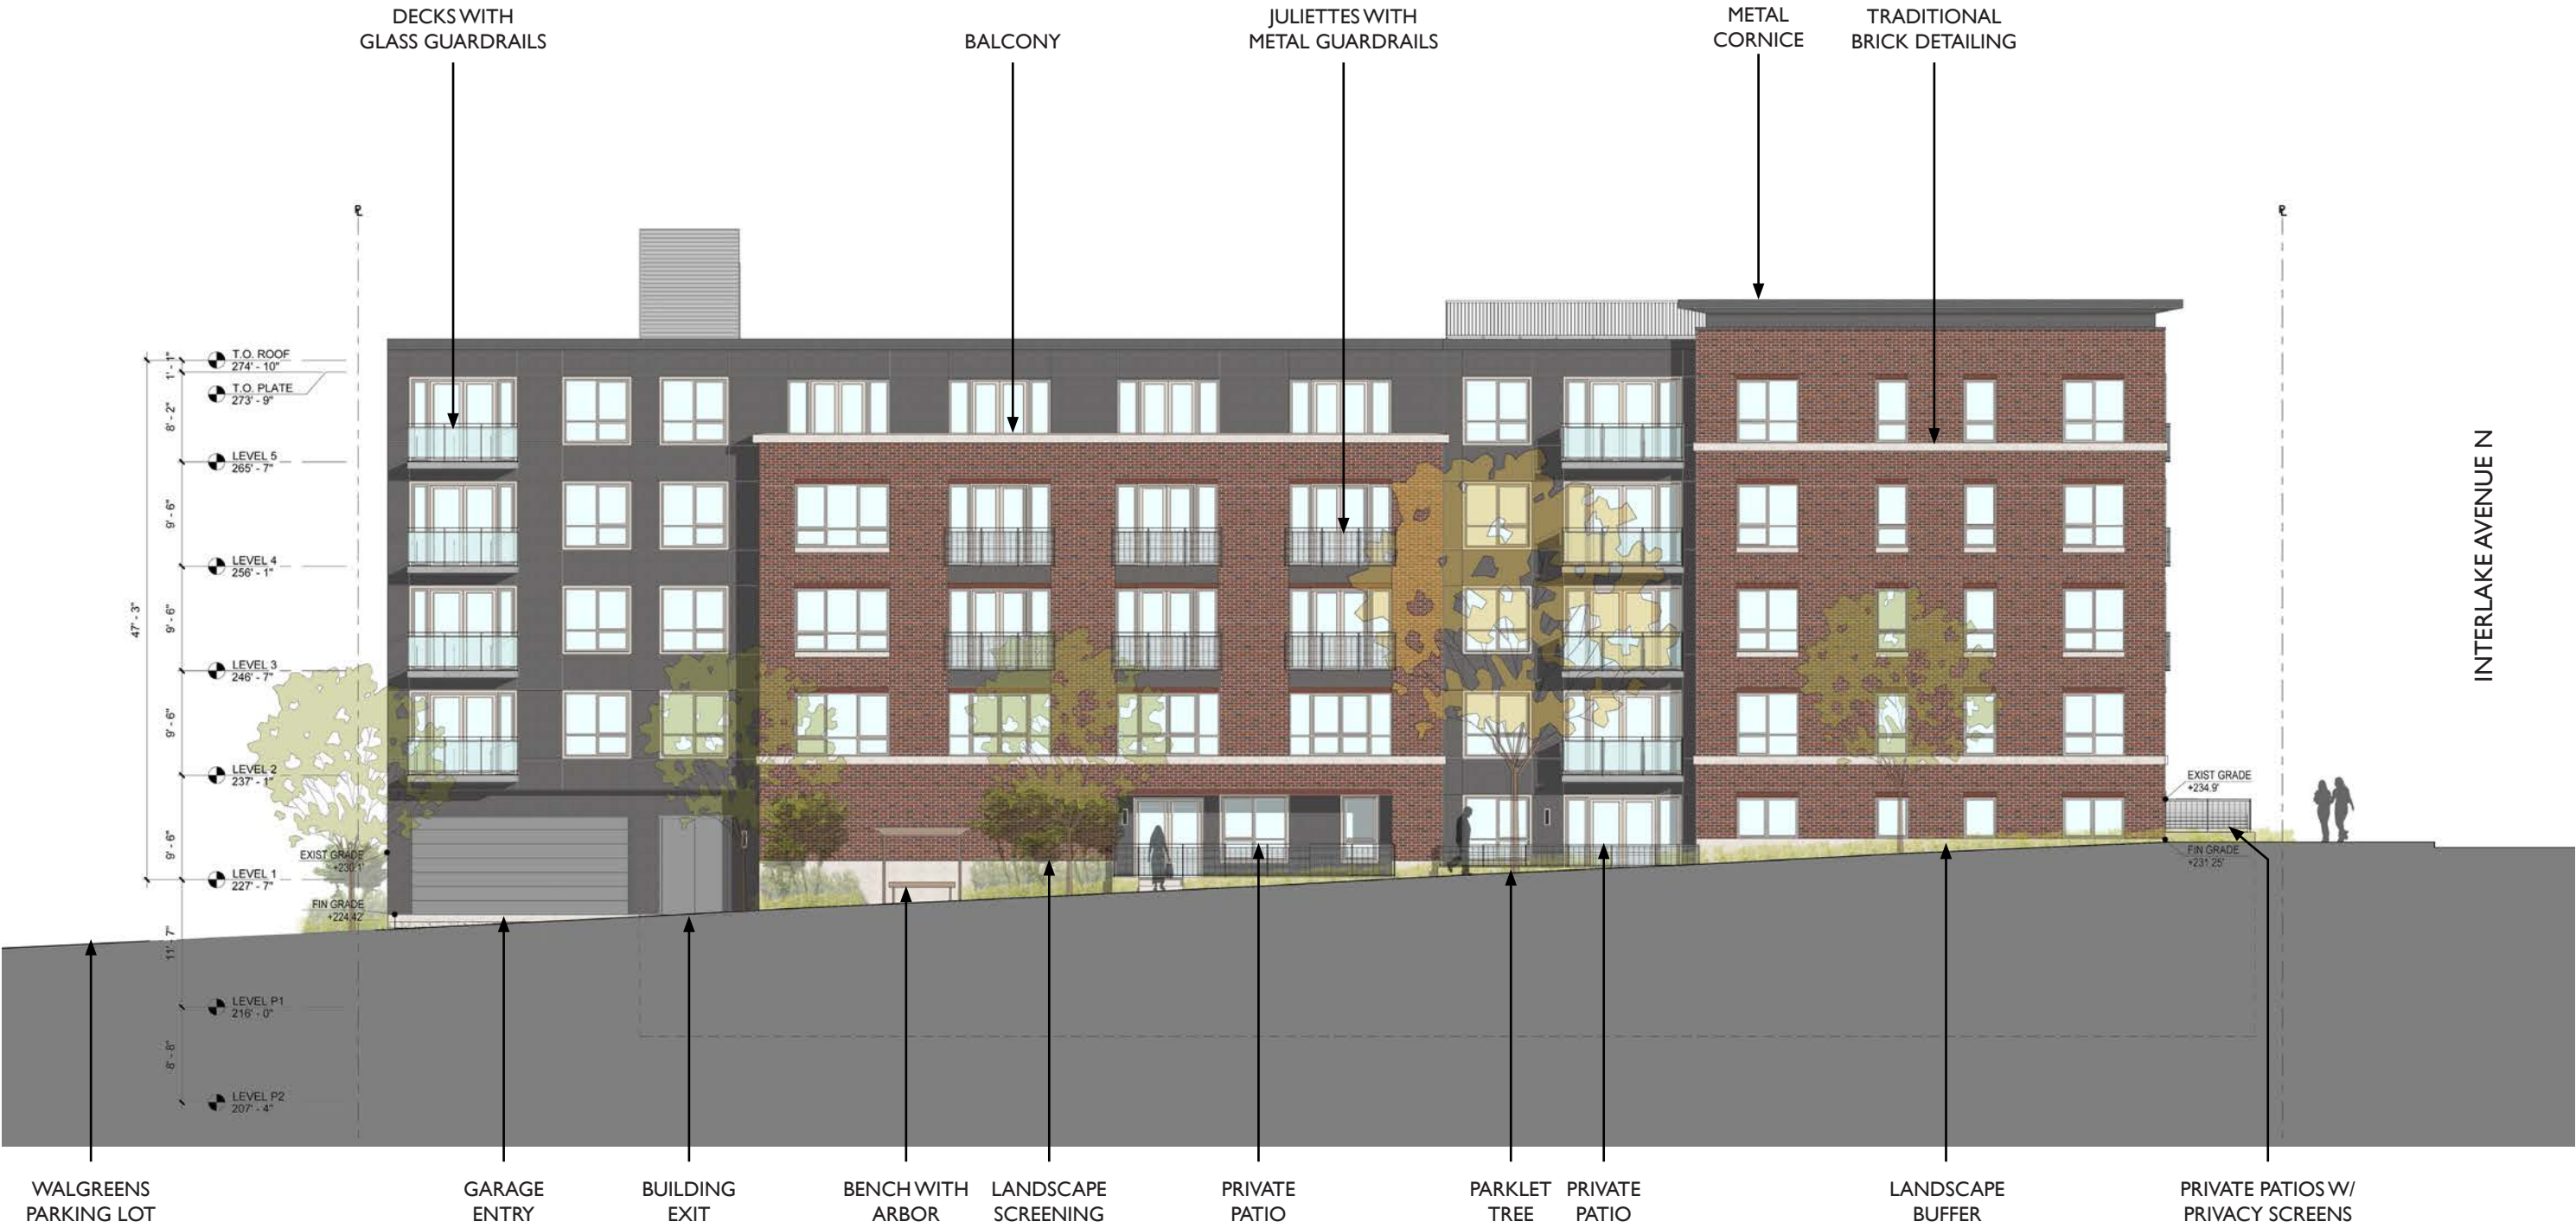 DECKS WITH
GLASS GUARDRAILS
BALCONY
JULIETTES WITH
METAL GUARDRAILS
METAL
CORNICE
TRADITIONAL
BRICK DETAILING
T.O. ROOF
274' - 10"
1' - 1"
T.O. PLATE
273' - 9"
8' - 2"
LEVEL 5
265' - 7"
9' - 6"
LEVEL 4
256' - 1"
9' - 6"
47' - 3"
LEVEL 3
246' - 7"
9' - 6"
LEVEL 2
237' - 1"
9' - 6"
EXIST GRADE
+230.1'
LEVEL 1
227' - 7"
FIN GRADE
+224.42'
11' - 7"
LEVEL P1
216' - 0"
8' - 8"
LEVEL P2
207' - 4"
EXIST GRADE
+234.9'
FIN GRADE
+231.25'
INTERLAKE AVENUE N
WALGREENS
PARKING LOT
GARAGE
ENTRY
BUILDING
EXIT
BENCH WITH
ARBOR
LANDSCAPE
SCREENING
PRIVATE
PATIO
PARKLET
TREE
PRIVATE
PATIO
LANDSCAPE
BUFFER
PRIVATE PATIOS W/
PRIVACY SCREENS